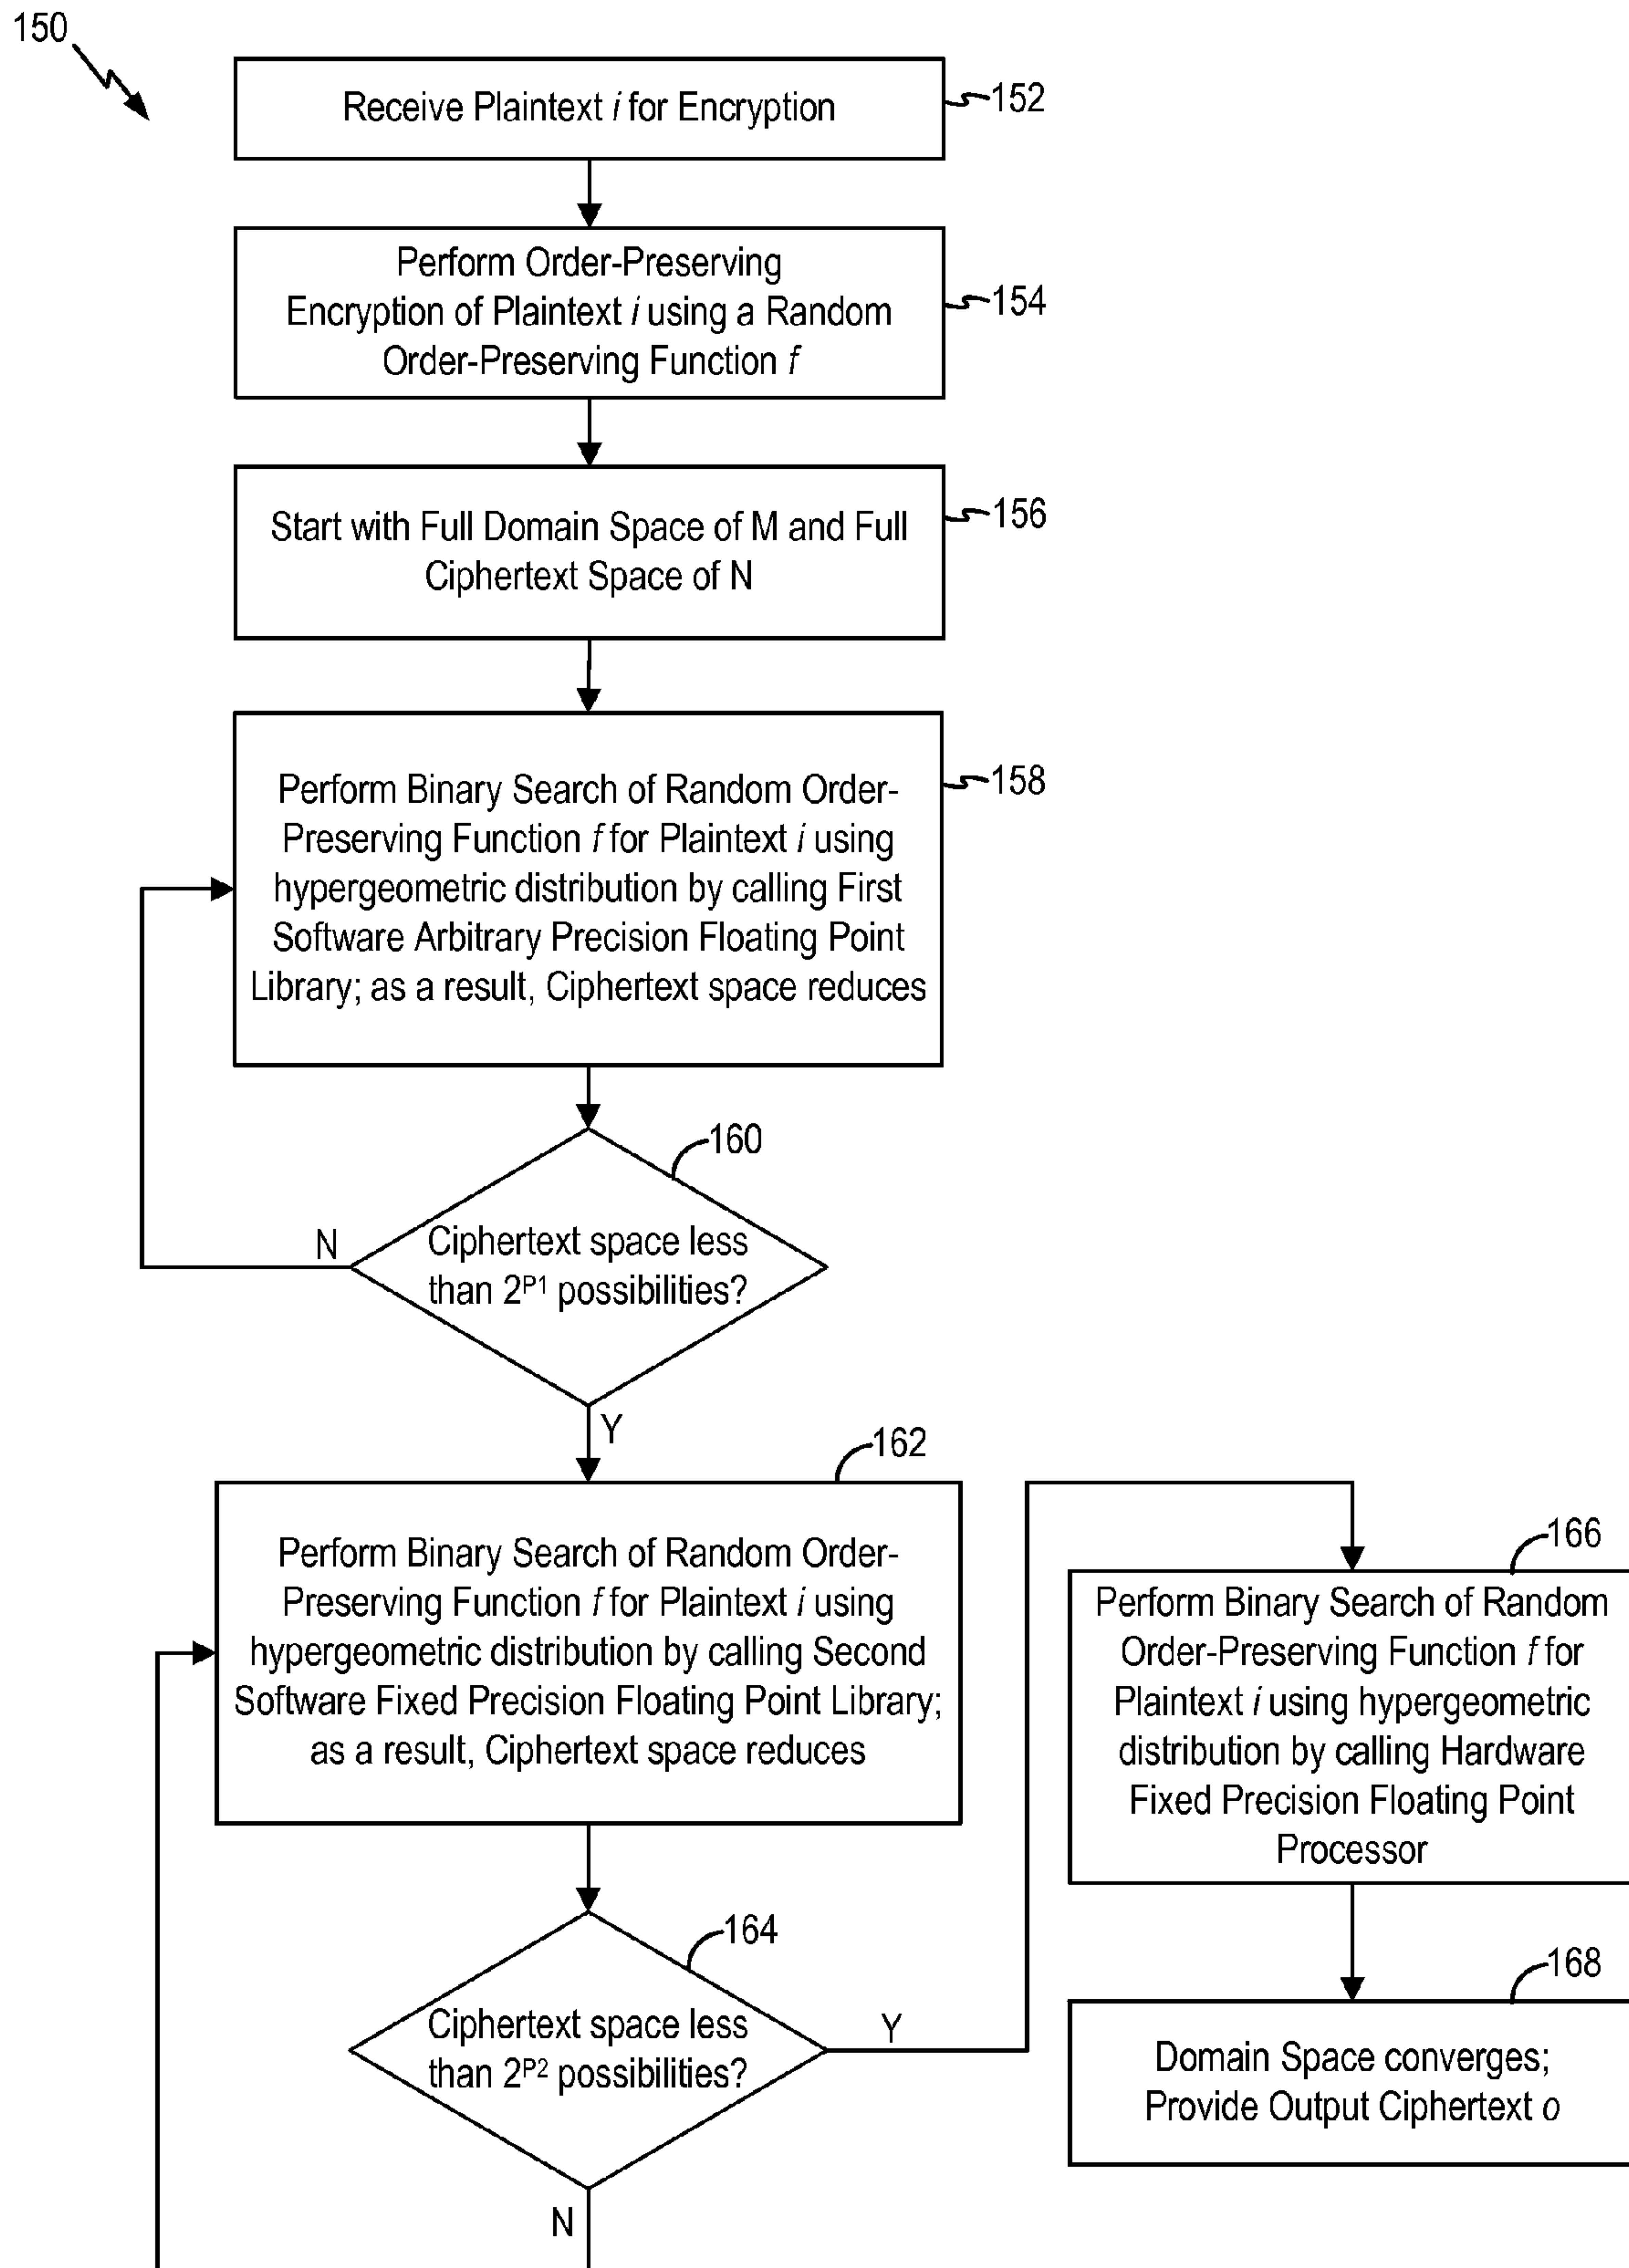 150
Receive Plaintext i for Encryption
152
Perform Order-Preserving
Encryption of Plaintext i using a Random
Order-Preserving Function f
154
Start with Full Domain Space of M and Full
Ciphertext Space of N
156
Perform Binary Search of Random Order-
Preserving Function f for Plaintext i using
hypergeometric distribution by calling First
Software Arbitrary Precision Floating Point
Library; as a result, Ciphertext space reduces
158
160
Ciphertext space less
than 2^P1 possibilities?
N
Y
162
Perform Binary Search of Random Order-
Preserving Function f for Plaintext i using
hypergeometric distribution by calling Second
Software Fixed Precision Floating Point Library;
as a result, Ciphertext space reduces
164
Ciphertext space less
than 2^P2 possibilities?
Y
N
166
Perform Binary Search of Random
Order-Preserving Function f for
Plaintext i using hypergeometric
distribution by calling Hardware
Fixed Precision Floating Point
Processor
168
Domain Space converges;
Provide Output Ciphertext o